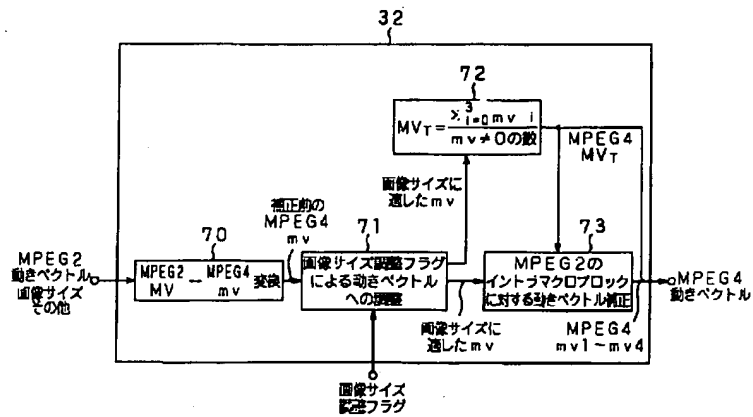 32
72
MV_T = Σ^3_{i=0} mv i
mv≠0の数
MPEG4
MV_T
画像サイズに
適したmv
補正前の
MPEG4
mv
70
71
73
MPEG2
動きベクトル
画像サイズ
その他
MPEG2 MV → MPEG4 mv 変換
画像サイズ調整フラグ
による動きベクトル
への調整
MPEG2の
イントラマクロブロック
に対する動きベクトル補正
MPEG4
動きベクトル
画像サイズに
適したmv
MPEG4
mv1~mv4
画像サイズ
調整フラグ